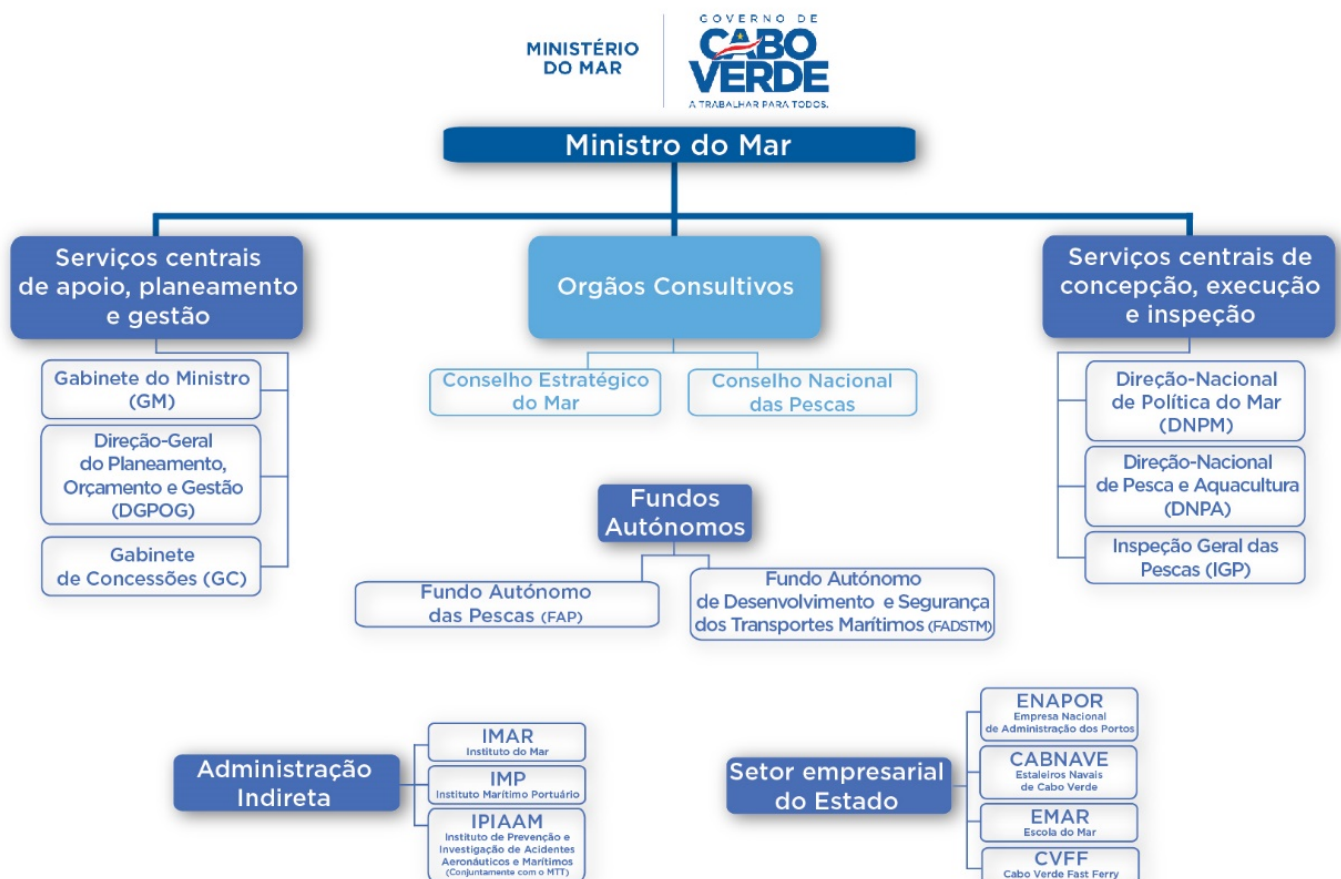 MINISTÉRIO
DO MAR
GOVERNO DE
CABO
VERDE
A TRABALHAR PARA TODOS.
Ministro do Mar
Serviços centrais
de apoio, planeamento
e gestão
Gabinete do Ministro
(GM)
Direção-Geral
do Planeamento,
Orçamento e Gestão
(DGPOG)
Gabinete
de Concessões (GC)
Orgãos Consultivos
Conselho Estratégico
do Mar
Conselho Nacional
das Pescas
Serviços centrais de
concepção, execução
e inspeção
Direção-Nacional
de Política do Mar
(DNPM)
Direção-Nacional
de Pesca e Aquacultura
(DNPA)
Inspeção Geral das
Pescas (IGP)
Fundos
Autónomos
Fundo Autónomo
das Pescas (FAP)
Fundo Autónomo
de Desenvolvimento e Segurança
dos Transportes Marítimos (FADSTM)
Administração
Indireta
IMAR
Instituto do Mar
IMP
Instituto Marítimo Portuário
IPIAAM
Instituto de Prevenção e
Investigação de Acidentes
Aeronáuticos e Marítimos
(Conjuntamente com o MTT)
Setor empresarial
do Estado
ENAPOR
Empresa Nacional
de Administração dos Portos
CABNAVE
Estaleiros Navais
de Cabo Verde
EMAR
Escola do Mar
CVFF
Cabo Verde Fast Ferry